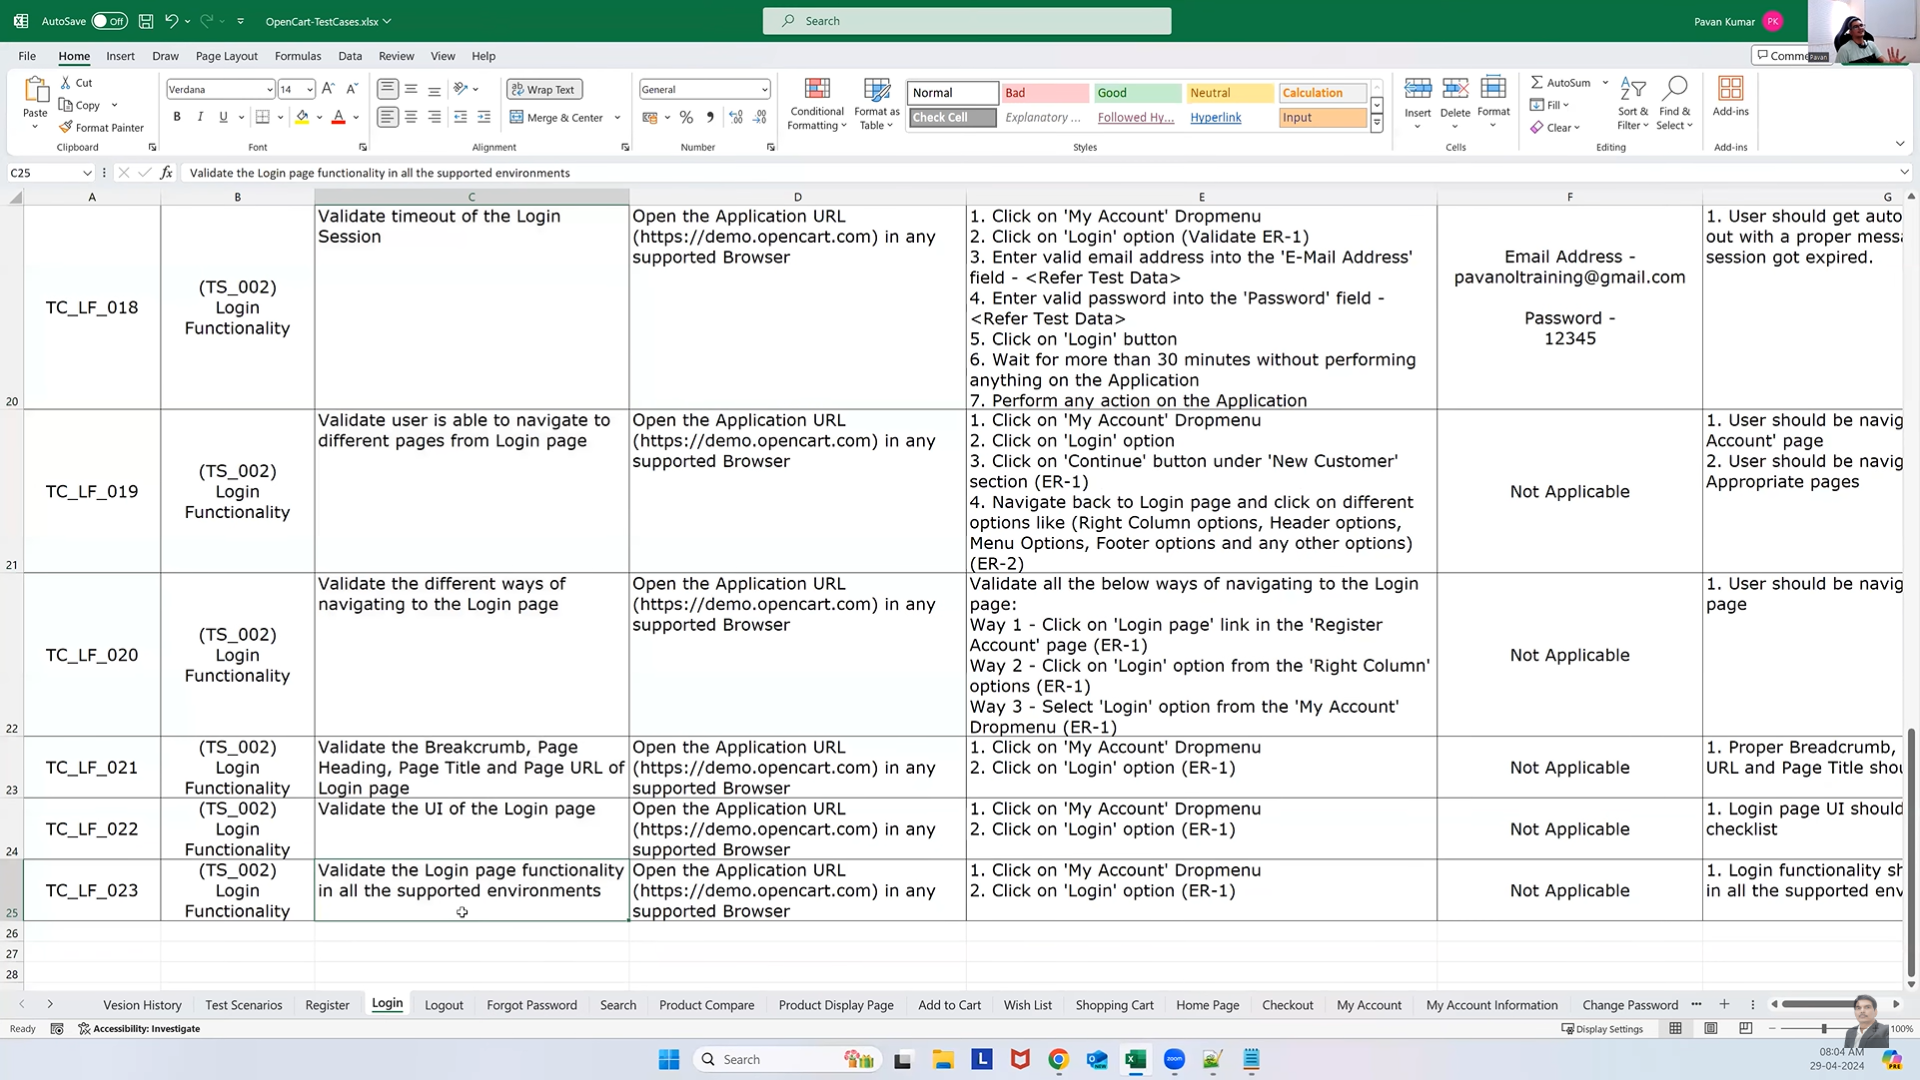 AutoSave Off OpenCart-TestCases.xlsx Search Pavan Kumar PK
File Home Insert Draw Page Layout Formulas Data Review View Help
Paste
Cut
Copy
Format Painter
Clipboard
Verdana 14
B I U
Font
Wrap Text
Merge & Center
Alignment
General
Number
Conditional
Formatting
Format as
Table
Normal Bad Good Neutral Calculation
Check Cell Explanatory ... Followed Hy... Hyperlink Input
Styles
Insert Delete Format
Cells
AutoSum
Fill
Clear
Sort &
Filter
Find &
Select
Editing
Add-ins
Add-ins
Pavan
C25 fx Validate the Login page functionality in all the supported environments
A B C D E F G
20
TC_LF_018
(TS_002)
Login
Functionality
Validate timeout of the Login
Session
Open the Application URL
(https://demo.opencart.com) in any
supported Browser
1. Click on 'My Account' Dropmenu
2. Click on 'Login' option (Validate ER-1)
3. Enter valid email address into the 'E-Mail Address'
field - <Refer Test Data>
4. Enter valid password into the 'Password' field -
<Refer Test Data>
5. Click on 'Login' button
6. Wait for more than 30 minutes without performing
anything on the Application
7. Perform any action on the Application
Email Address -
pavanoltraining@gmail.com
Password -
12345
1. User should get auto
out with a proper mess
session got expired.
21
TC_LF_019
(TS_002)
Login
Functionality
Validate user is able to navigate to
different pages from Login page
Open the Application URL
(https://demo.opencart.com) in any
supported Browser
1. Click on 'My Account' Dropmenu
2. Click on 'Login' option
3. Click on 'Continue' button under 'New Customer'
section (ER-1)
4. Navigate back to Login page and click on different
options like (Right Column options, Header options,
Menu Options, Footer options and any other options)
(ER-2)
Not Applicable
1. User should be navig
Account' page
2. User should be navig
Appropriate pages
22
TC_LF_020
(TS_002)
Login
Functionality
Validate the different ways of
navigating to the Login page
Open the Application URL
(https://demo.opencart.com) in any
supported Browser
Validate all the below ways of navigating to the Login
page:
Way 1 - Click on 'Login page' link in the 'Register
Account' page (ER-1)
Way 2 - Click on 'Login' option from the 'Right Column'
options (ER-1)
Way 3 - Select 'Login' option from the 'My Account'
Dropmenu (ER-1)
Not Applicable
1. User should be navig
page
23
TC_LF_021
(TS_002)
Login
Functionality
Validate the Breakcrumb, Page
Heading, Page Title and Page URL of
Login page
Open the Application URL
(https://demo.opencart.com) in any
supported Browser
1. Click on 'My Account' Dropmenu
2. Click on 'Login' option (ER-1)
Not Applicable
1. Proper Breadcrumb,
URL and Page Title shou
24
TC_LF_022
(TS_002)
Login
Functionality
Validate the UI of the Login page
Open the Application URL
(https://demo.opencart.com) in any
supported Browser
1. Click on 'My Account' Dropmenu
2. Click on 'Login' option (ER-1)
Not Applicable
1. Login page UI should
checklist
25
TC_LF_023
(TS_002)
Login
Functionality
Validate the Login page functionality
in all the supported environments
Open the Application URL
(https://demo.opencart.com) in any
supported Browser
1. Click on 'My Account' Dropmenu
2. Click on 'Login' option (ER-1)
Not Applicable
1. Login functionality sh
in all the supported env
26
27
28
Vesion History Test Scenarios Register Login Logout Forgot Password Search Product Compare Product Display Page Add to Cart Wish List Shopping Cart Home Page Checkout My Account My Account Information Change Password
Ready Accessibility: Investigate Display Settings 100%
Search
08:04 AM
29-04-2024